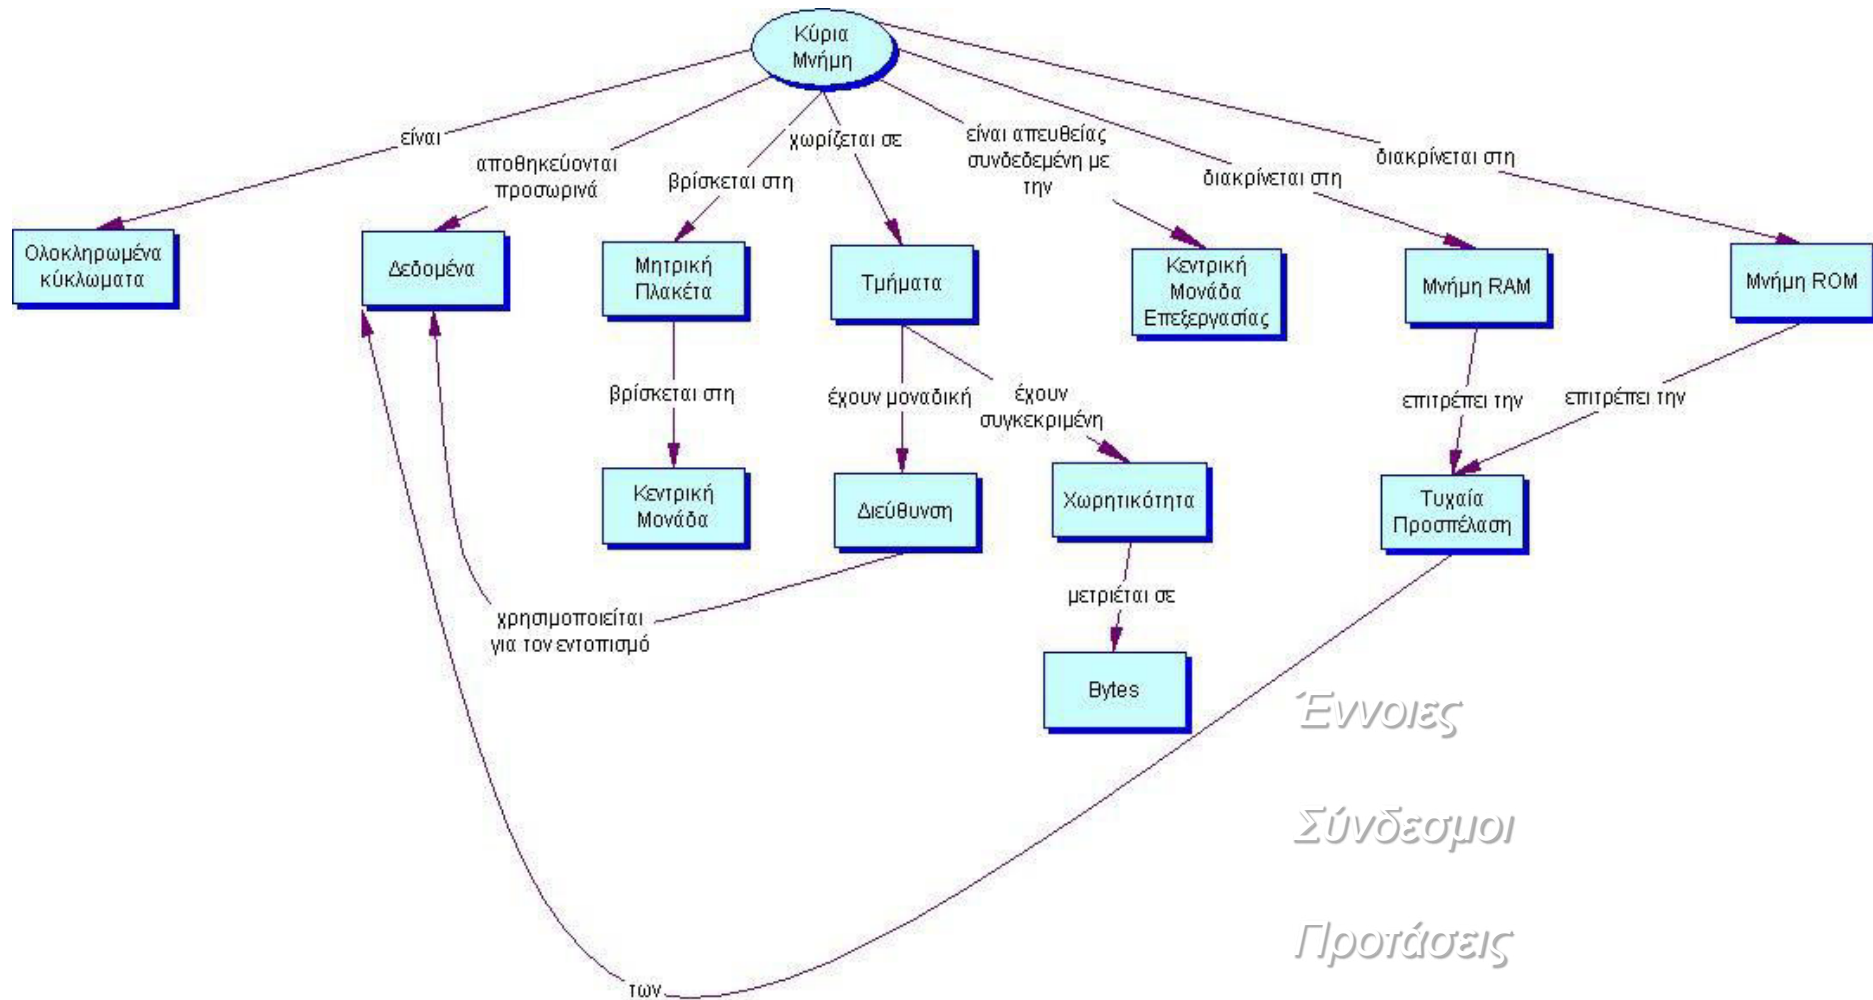 Κύρια
Μνήμη
είναι
αποθηκεύονται
προσωρινά
βρίσκεται στη
χωρίζεται σε
είναι απευθείας
συνδεδεμένη με
την
διακρίνεται στη
διακρίνεται στη
Ολοκληρωμένα
κύκλωματα
Δεδομένα
Μητρική
Πλακέτα
Τμήματα
Κεντρική
Μονάδα
Επεξεργασίας
Μνήμη RAM
Μνήμη ROM
βρίσκεται στη
έχουν μοναδική
έχουν
συγκεκριμένη
επιτρέπει την
επιτρέπει την
Κεντρική
Μονάδα
Διεύθυνση
Χωρητικότητα
Τυχαία
Προσπέλαση
χρησιμοποιείται
για τον εντοπισμό
μετριέται σε
Bytes
Έννοιες
Σύνδεσμοι
Προτάσεις
των